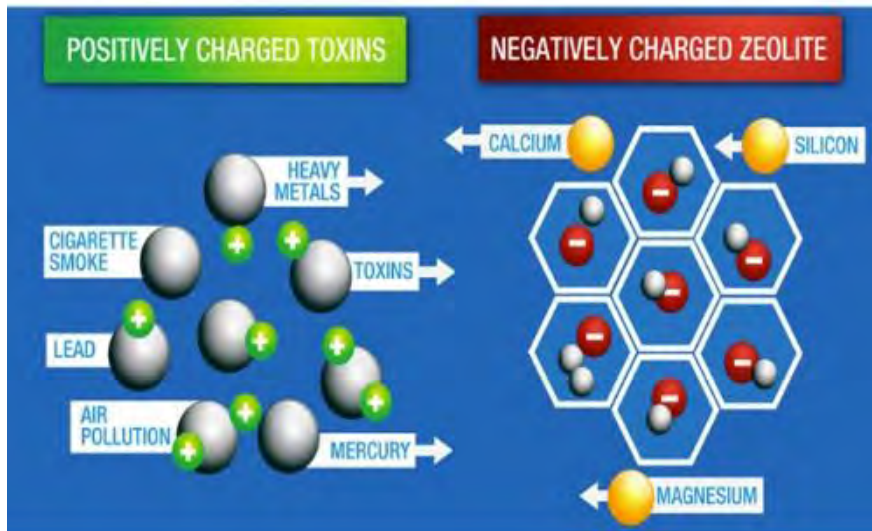 POSITIVELY CHARGED TOXINS
NEGATIVELY CHARGED ZEOLITE
HEAVY
METALS
CIGARETTE
SMOKE
TOXINS
LEAD
AIR
POLLUTION
MERCURY
CALCIUM
SILICON
MAGNESIUM